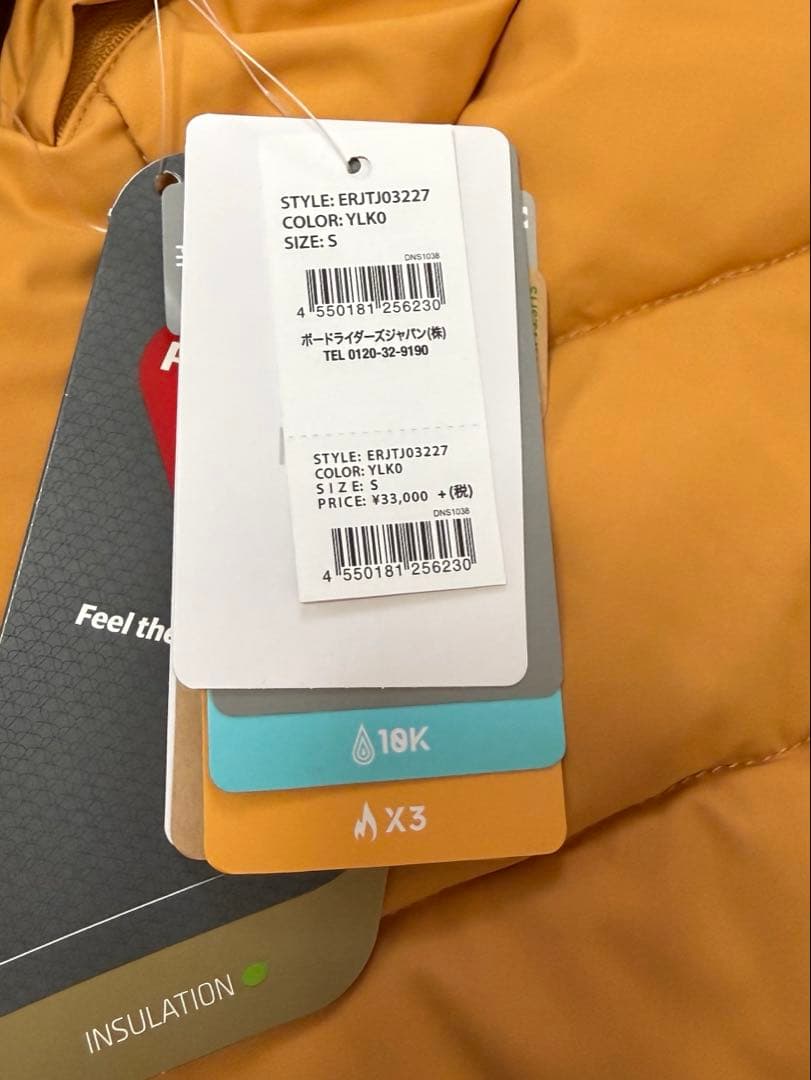 STYLE: ERJTJ03227
COLOR: YLK0
SIZE: S
DNS1038
4 550181 256230
ボードライダーズジャパン(株)
TEL 0120-32-9190
STYLE: ERJTJ03227
COLOR: YLK0
SIZE: S
PRICE: ¥33,000 +(税)
DNS1038
4 550181 256230
Feel the
10K
X3
INSULATION